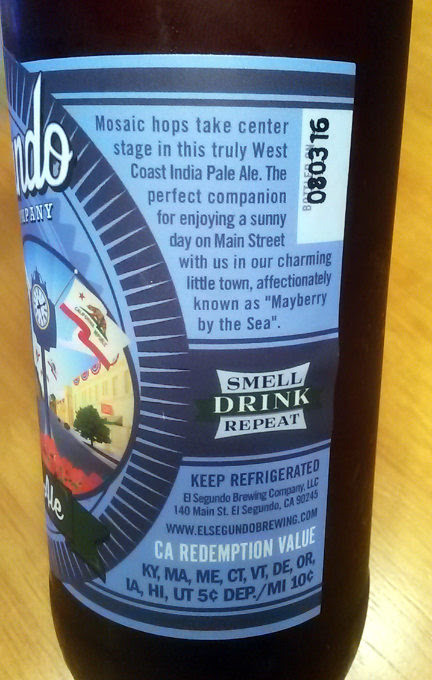 ndo
MPANY
Mosaic hops take center
stage in this truly West
Coast India Pale Ale. The
perfect companion
for enjoying a sunny
day on Main Street
with us in our charming
little town, affectionately
known as "Mayberry
by the Sea".
BOTTLED ON
080316
CALIFORNIA REPUBLIC
SMELL
DRINK
REPEAT
KEEP REFRIGERATED
El Segundo Brewing Company, LLC
140 Main St. El Segundo, CA 90245
WWW.ELSEGUNDOBREWING.COM
CA REDEMPTION VALUE
KY, MA, ME, CT, VT, DE, OR,
IA, HI, UT 5¢ DEP./MI 10¢